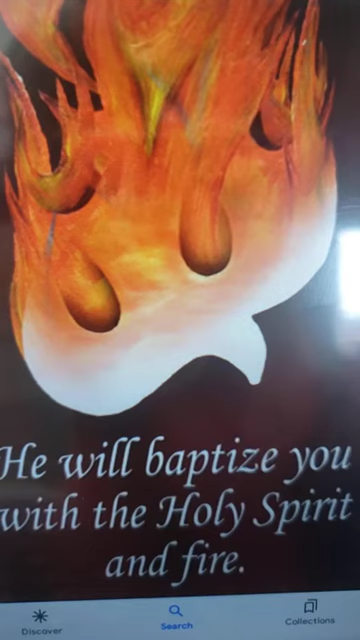 He will baptize you
with the Holy Spirit
and fire.
Discover
Search
Collections